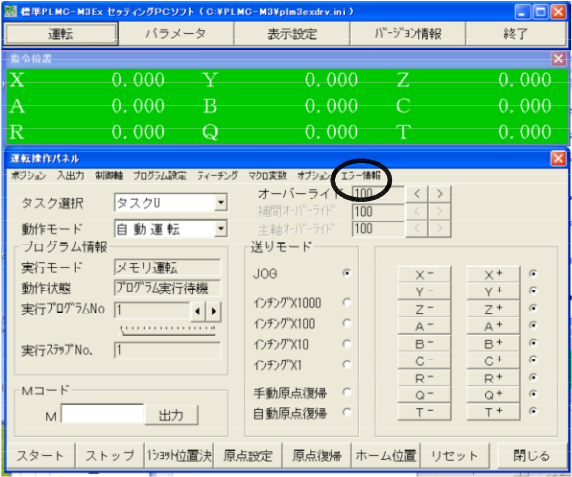 標準PLMC-M3Ex セッティングPCソフト ( C:¥PLMC-M3¥plm3exdrv.ini )
運転 パラメータ 表示設定 バージョン情報 終了
指令位置
X 0.000 Y 0.000 Z 0.000
A 0.000 B 0.000 C 0.000
R 0.000 Q 0.000 T 0.000
運転操作パネル
ポジション 入出力 制御軸 プログラム設定 ティーチング マクロ変数 オプション エラー情報
タスク選択 タスク0
動作モード 自動運転
オーバーライド 100 < >
補間オーバーライド 100 < >
主軸オーバーライド 100 < >
プログラム情報
実行モード メモリ運転
動作状態 プログラム実行待機
実行プログラムNo 1
実行ステップNo. 1
Mコード
M 出力
送りモード
JOG
インチングX1000
インチングX100
インチングX10
インチングX1
手動原点復帰
自動原点復帰
X- X+
Y- Y+
Z- Z+
A- A+
B- B+
C- C+
R- R+
Q- Q+
T- T+
スタート ストップ 1ショット位置決 原点設定 原点復帰 ホーム位置 リセット 閉じる